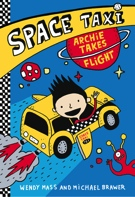 SPACE TAXI
ARCHIE TAKES
FLIGHT
WENDY MASS AND MICHAEL BRAWER